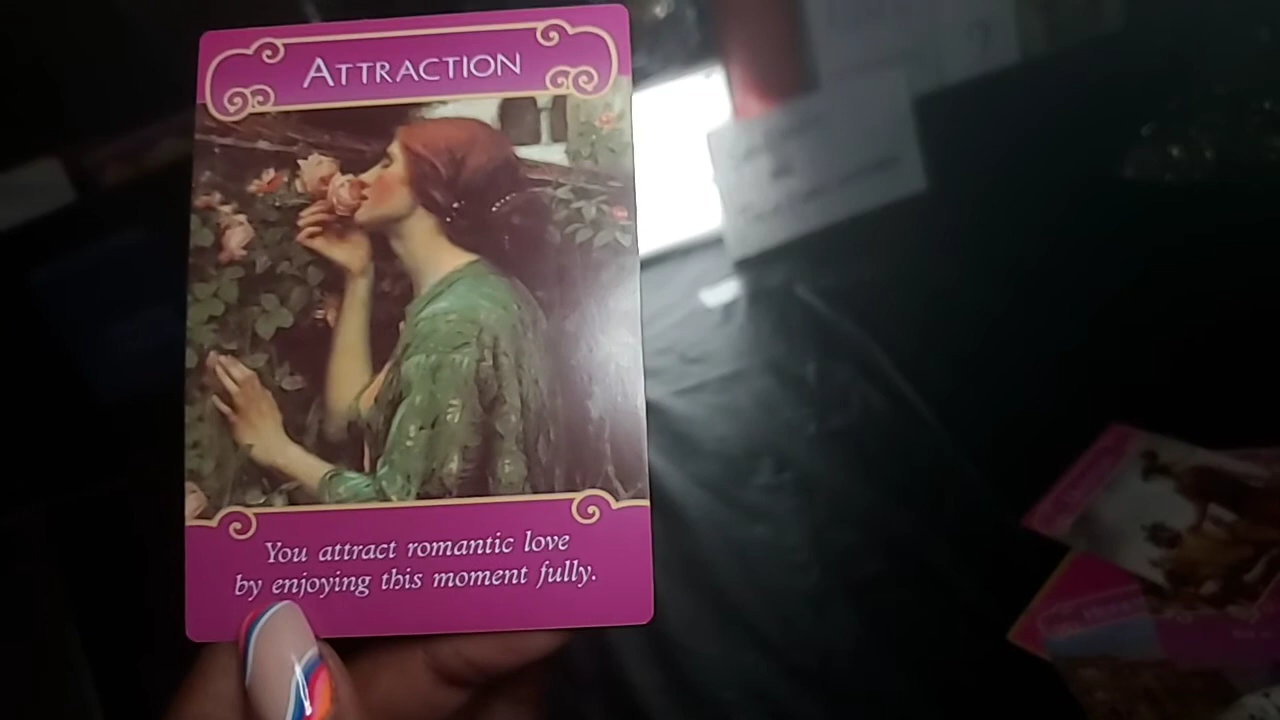 ATTRACTION
You attract romantic love
by enjoying this moment fully.